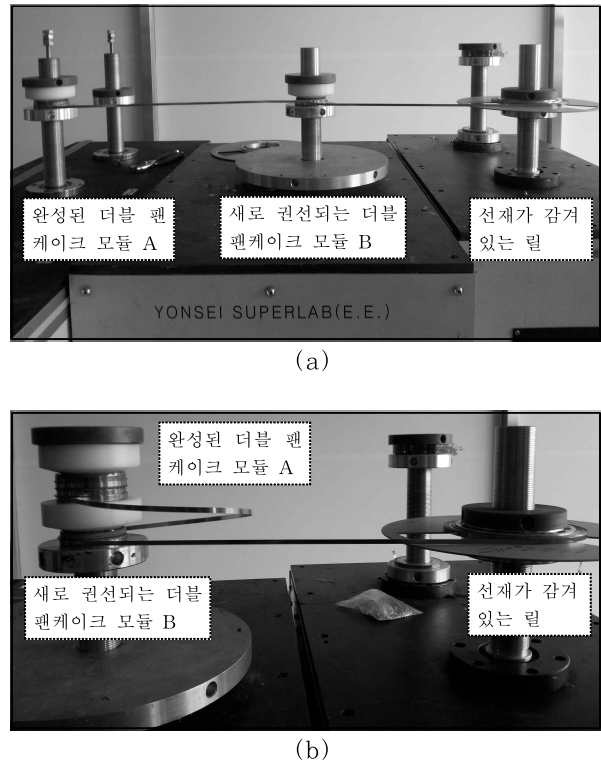 완성된 더블 팬
케이크 모듈 A
새로 권선되는 더블
팬케이크 모듈 B
선재가 감겨
있는 릴
YONSEI SUPERLAB(E.E.)
(a)
완성된 더블 팬
케이크 모듈 A
새로 권선되는 더블
팬케이크 모듈 B
선재가 감겨
있는 릴
(b)